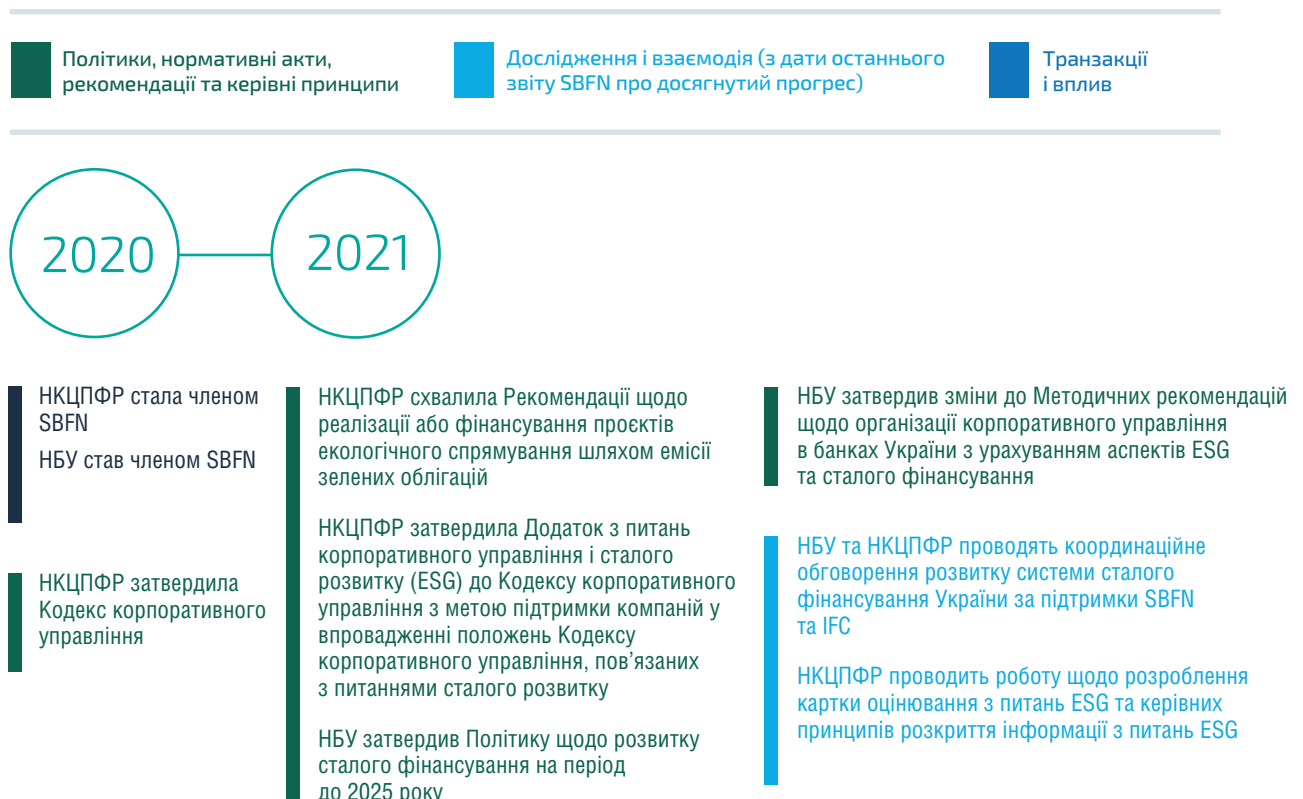 Політики, нормативні акти,
рекомендації та керівні принципи
Дослідження і взаємодія (з дати останнього
звіту SBFN про досягнутий прогрес)
Транзакції
і вплив
2020
2021
НКЦПФР стала членом
SBFN
НБУ став членом SBFN
НКЦПФР затвердила
Кодекс корпоративного
управління
НКЦПФР схвалила Рекомендації щодо
реалізації або фінансування проєктів
екологічного спрямування шляхом емісії
зелених облігацій
НКЦПФР затвердила Додаток з питань
корпоративного управління і сталого
розвитку (ESG) до Кодексу корпоративного
управління з метою підтримки компаній у
впровадженні положень Кодексу
корпоративного управління, пов’язаних
з питаннями сталого розвитку
НБУ затвердив Політику щодо розвитку
сталого фінансування на період
до 2025 року
НБУ затвердив зміни до Методичних рекомендацій
щодо організації корпоративного управління
в банках України з урахуванням аспектів ESG
та сталого фінансування
НБУ та НКЦПФР проводять координаційне
обговорення розвитку системи сталого
фінансування України за підтримки SBFN
та IFC
НКЦПФР проводить роботу щодо розроблення
картки оцінювання з питань ESG та керівних
принципів розкриття інформації з питань ESG